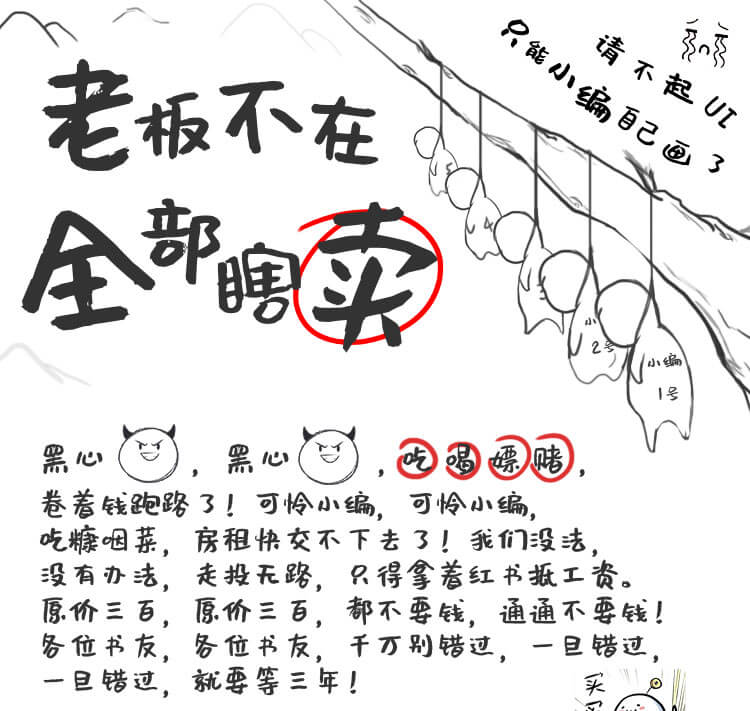 请不起UI
只能小编自己画了
老板不在
全部瞎卖
5
4
小
2号
小编
1号
黑心，黑心，吃喝嫖赌，
卷着钱跑路了！可怜小编，可怜小编，
吃糠咽菜，房租快交不下去了！我们没法，
没有办法，走投无路，只得拿着红书抵工资。
原价三百，原价三百，都不要钱，通通不要钱！
各位书友，各位书友，千万别错过，一旦错过，
一旦错过，就要等三年！
买
买